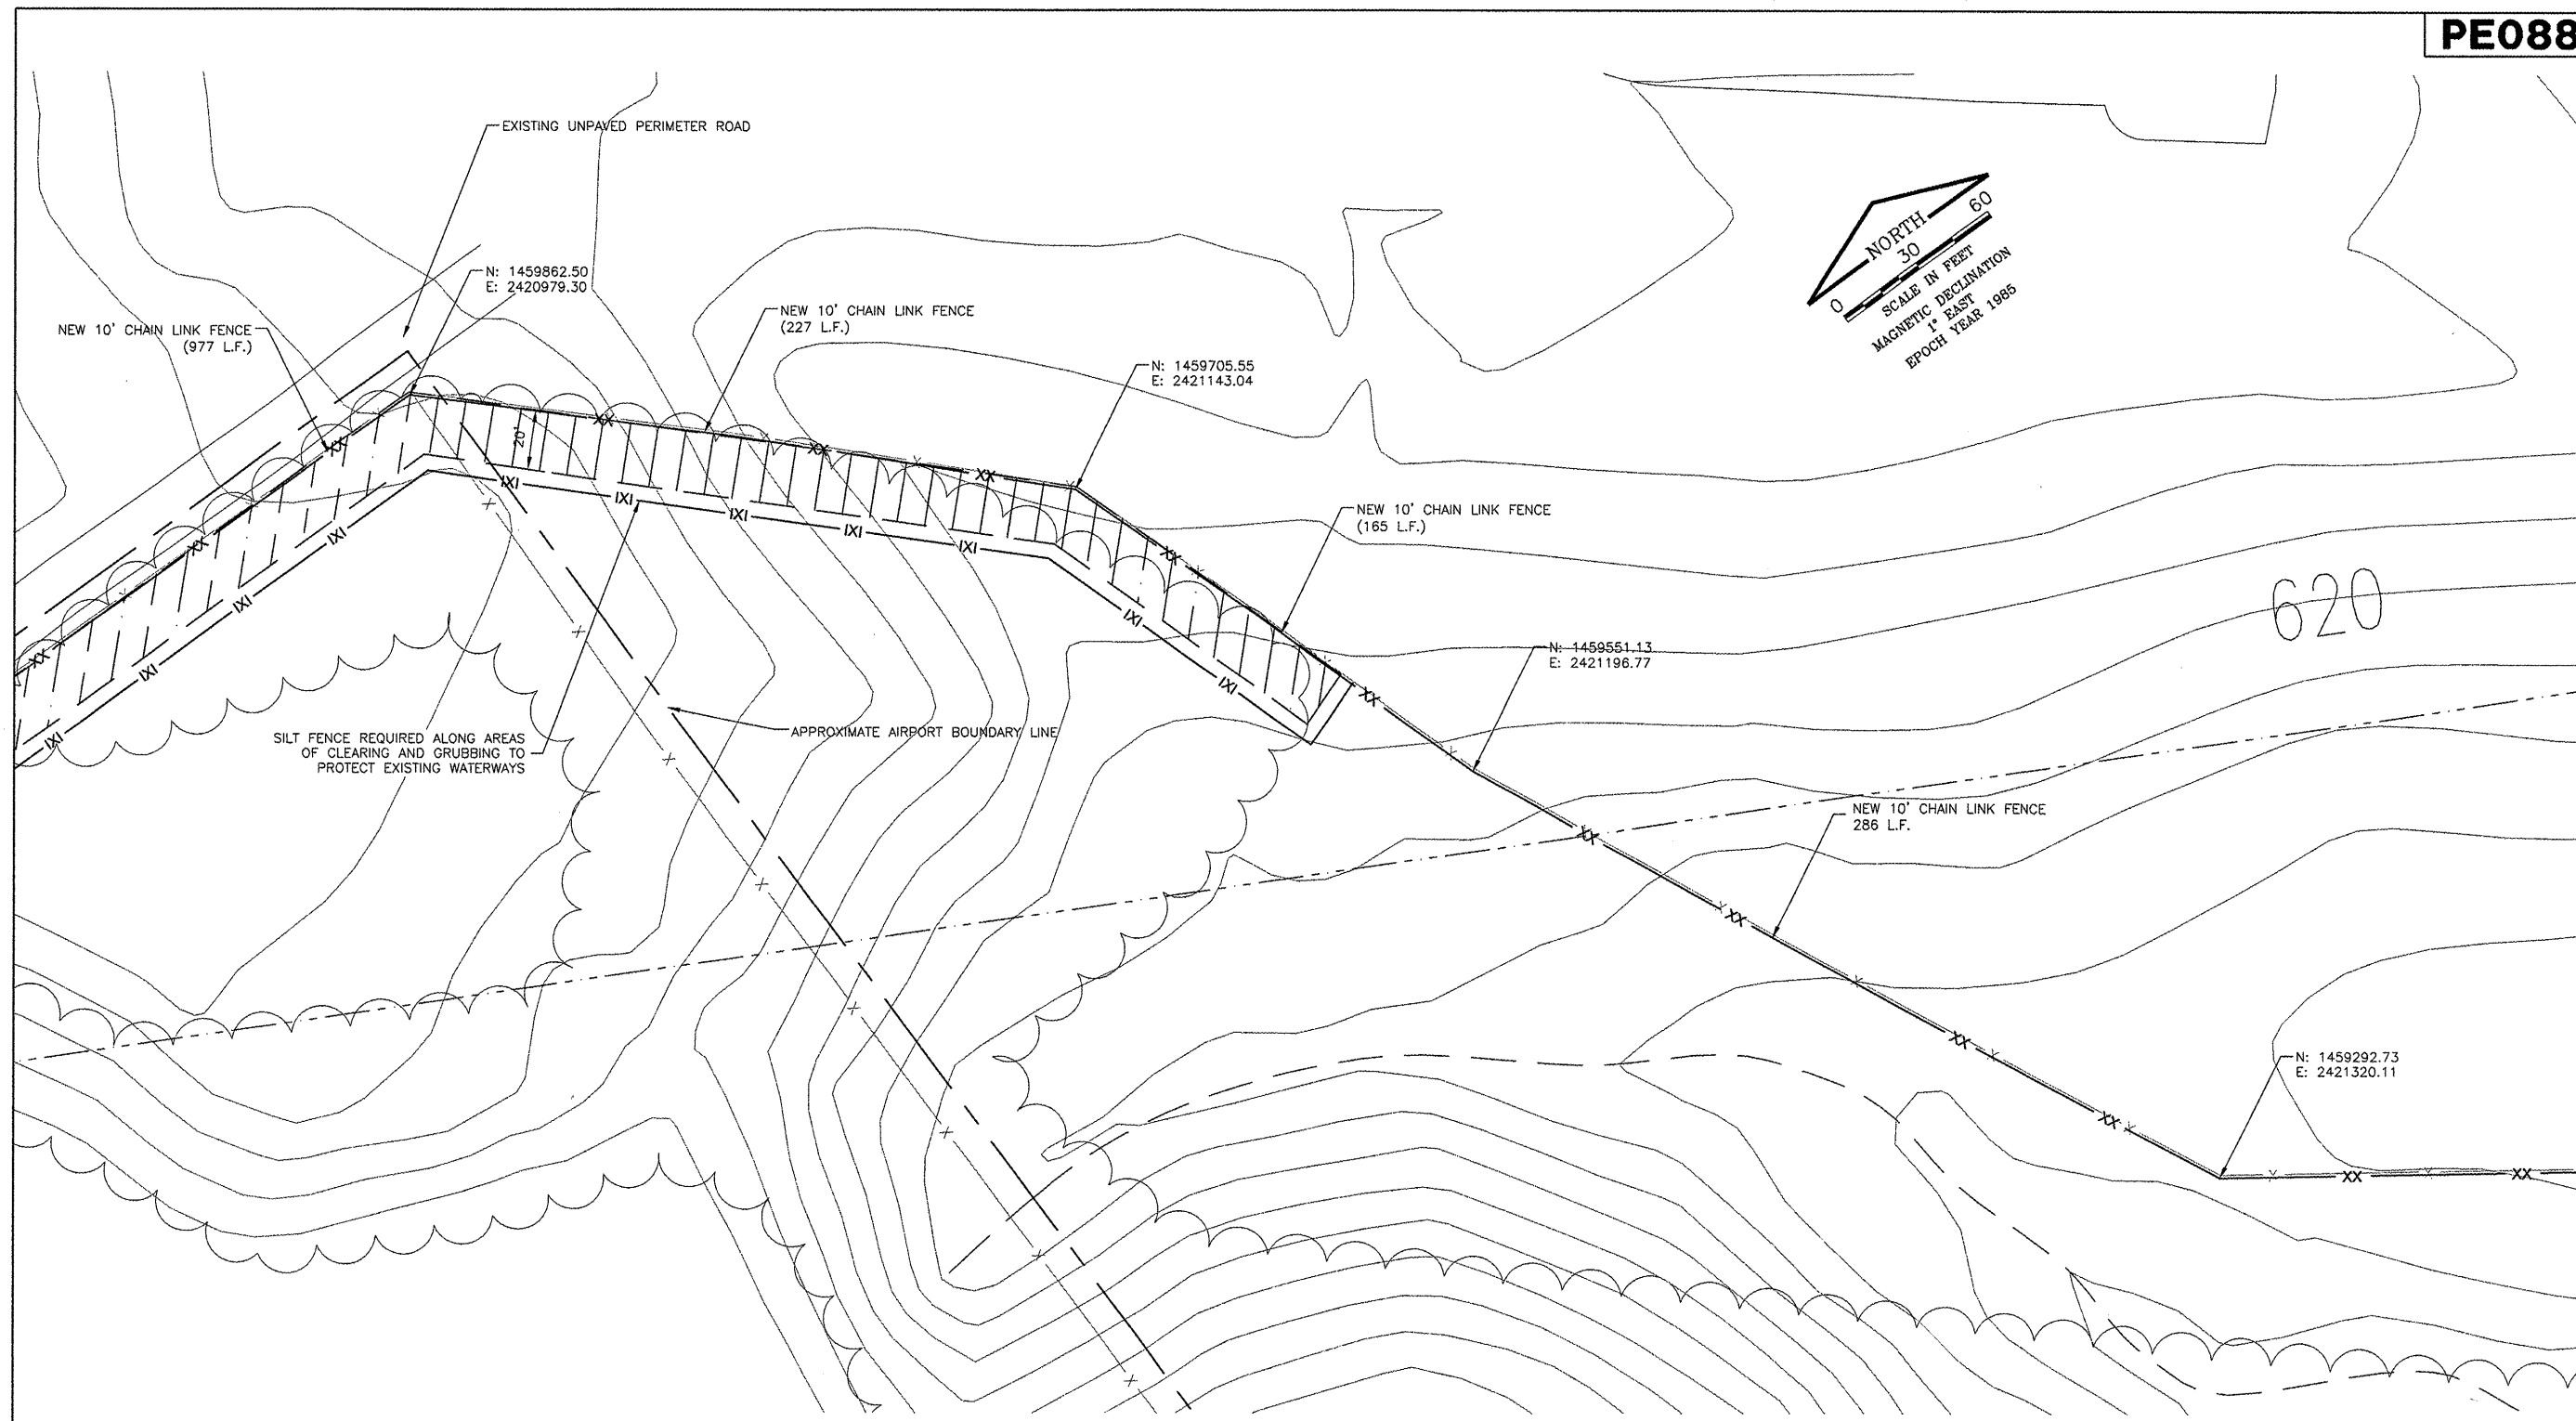 PE088
EXISTING UNPAVED PERIMETER ROAD
N: 1459862.50
E: 2420979.30
NEW 10' CHAIN LINK FENCE
(977 L.F.)
NEW 10' CHAIN LINK FENCE
(227 L.F.)
N: 1459705.55
E: 2421143.04
NORTH
0 30 60
SCALE IN FEET
MAGNETIC DECLINATION
1° EAST
EPOCH YEAR 1985
20'
NEW 10' CHAIN LINK FENCE
(165 L.F.)
620
N: 1459551.13
E: 2421196.77
SILT FENCE REQUIRED ALONG AREAS
OF CLEARING AND GRUBBING TO
PROTECT EXISTING WATERWAYS
APPROXIMATE AIRPORT BOUNDARY LINE
NEW 10' CHAIN LINK FENCE
286 L.F.
N: 1459292.73
E: 2421320.11